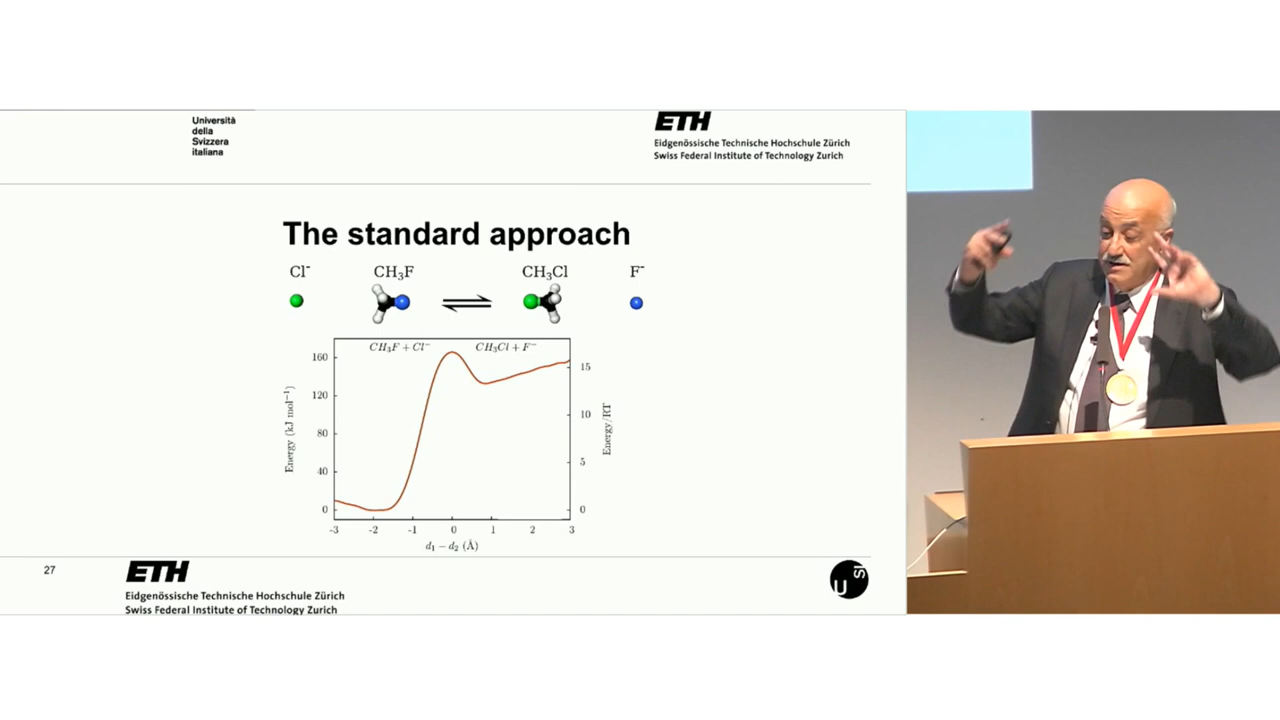 Università
della
Svizzera
italiana
ETH
Eidgenössische Technische Hochschule Zürich
Swiss Federal Institute of Technology Zurich
The standard approach
Cl⁻ CH₃F CH₃Cl F⁻
CH₃F + Cl⁻ CH₃Cl + F⁻
Energy (kJ mol⁻¹)
160
120
80
40
0
15
10
5
0
Energy/RT
-3 -2 -1 0 1 2 3
d₁ − d₂ (Å)
27
ETH
Eidgenössische Technische Hochschule Zürich
Swiss Federal Institute of Technology Zurich
USI